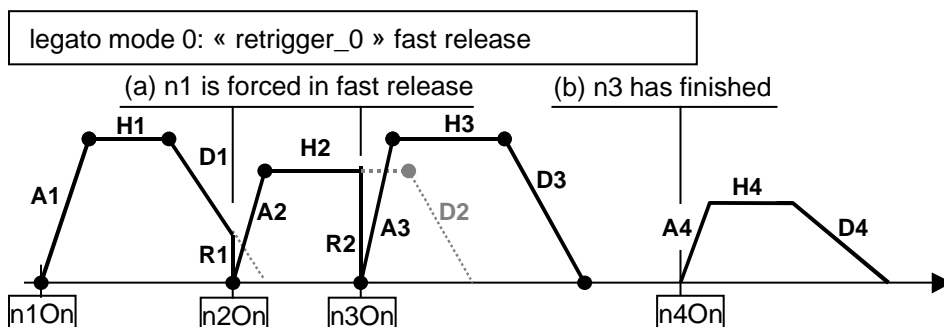 legato mode 0: « retrigger_0 » fast release
(a) n1 is forced in fast release
(b) n3 has finished
H1
H3
D1
H2
A1
A2
D2
A3
D3
H4
R1
R2
A4
D4
n1On
n2On
n3On
n4On